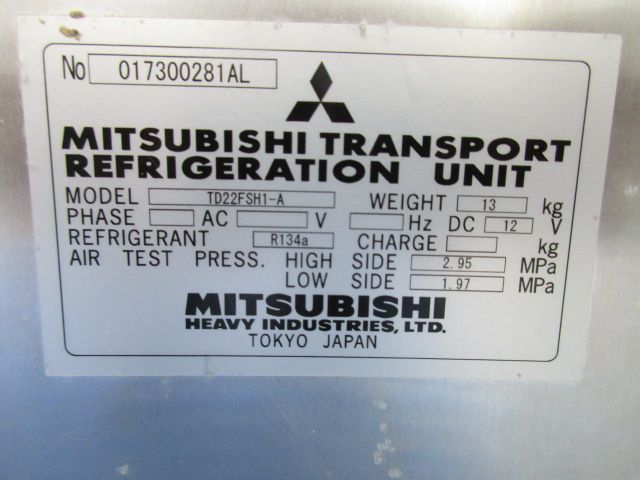 No 017300281AL
MITSUBISHI TRANSPORT
REFRIGERATION UNIT
MODEL TD22FSH1-A WEIGHT 13 kg
PHASE AC V Hz DC 12 V
REFRIGERANT R134a CHARGE kg
AIR TEST PRESS. HIGH SIDE 2.95 MPa
LOW SIDE 1.97 MPa
MITSUBISHI
HEAVY INDUSTRIES, LTD.
TOKYO JAPAN